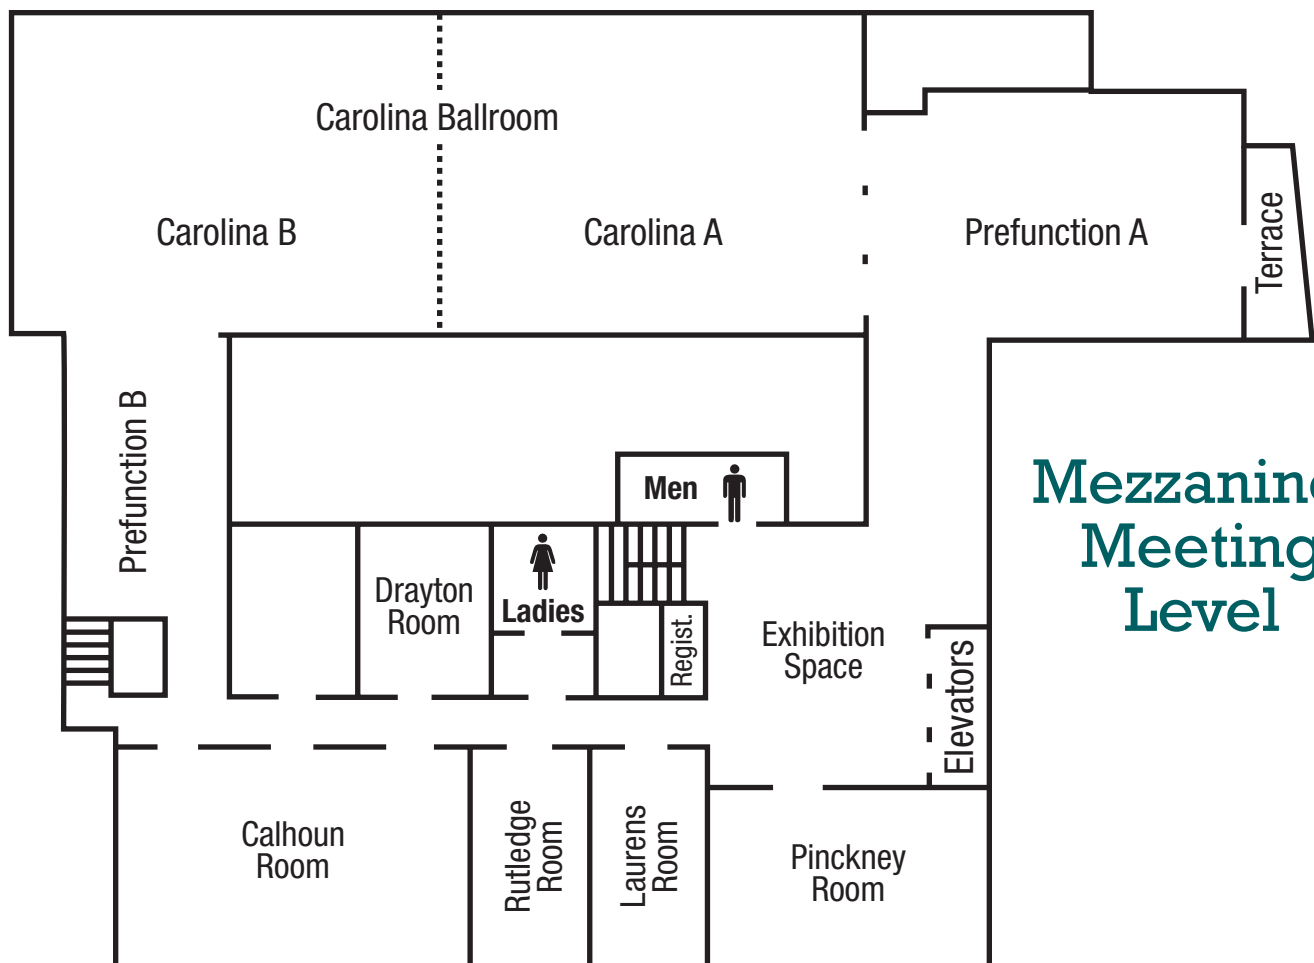 Carolina Ballroom
Carolina B
Carolina A
Prefunction A
Terrace
Prefunction B
Men
Mezzanine
Meeting
Level
Drayton
Room
Ladies
Regist.
Exhibition
Space
Elevators
Calhoun
Room
Rutledge
Room
Laurens
Room
Pinckney
Room